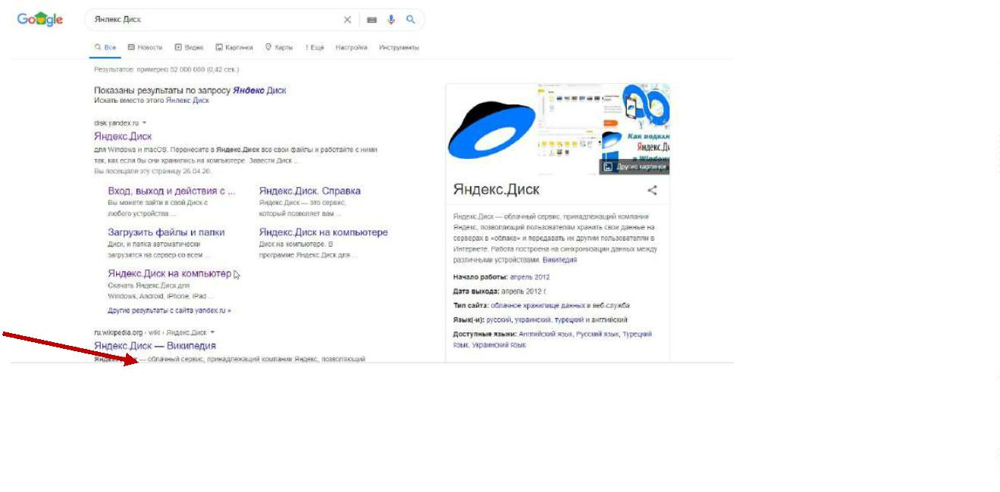 Google
Янлекс Диск
Все Новости Видео Картинки Карты Ещё Настройки Инструменты
Результатов: примерно 52 000 000 (0,42 сек.)
Показаны результаты по запросу Яндекс Диск
Искать вместо этого Янлекс Диск
disk.yandex.ru
Яндекс.Диск
для Windows и macOS. Перенесите в Яндекс.Диск все свои файлы и работайте с ними
так, как если бы они хранились на компьютере. Завести Диск ...
Вы посещали эту страницу 26.04.20.
Вход, выход и действия с ...
Вы можете зайти в свой Диск с
любого устройства ...
Яндекс.Диск. Справка
Яндекс.Диск — это сервис,
который позволяет вам ...
Загрузить файлы и папки
Диск, и папка автоматически
загрузится на сервер со всем ...
Яндекс.Диск на компьютере
Диск на компьютере. В
программе Яндекс.Диск для ...
Яндекс.Диск на компьютер
Скачать Яндекс.Диск для
Windows, Android, iPhone, iPad ...
Другие результаты с сайта yandex.ru »
ru.wikipedia.org › wiki › Яндекс.Диск
Яндекс.Диск — Википедия
— облачный сервис, принадлежащий компании Яндекс, позволяющий
Как подклю
Яндекс.Ди
в Window
Другие картинки
Яндекс.Диск
Яндекс.Диск — облачный сервис, принадлежащий компании
Яндекс, позволяющий пользователям хранить свои данные на
серверах в «облаке» и передавать их другим пользователям в
Интернете. Работа построена на синхронизации данных между
различными устройствами. Википедия
Начало работы: апрель 2012
Дата выхода: апрель 2012 г.
Тип сайта: облачное хранилище данных и веб-служба
Язык(-и): русский, украинский, турецкий и английский
Доступные языки: Английский язык, Русский язык, Турецкий
язык, Украинский язык